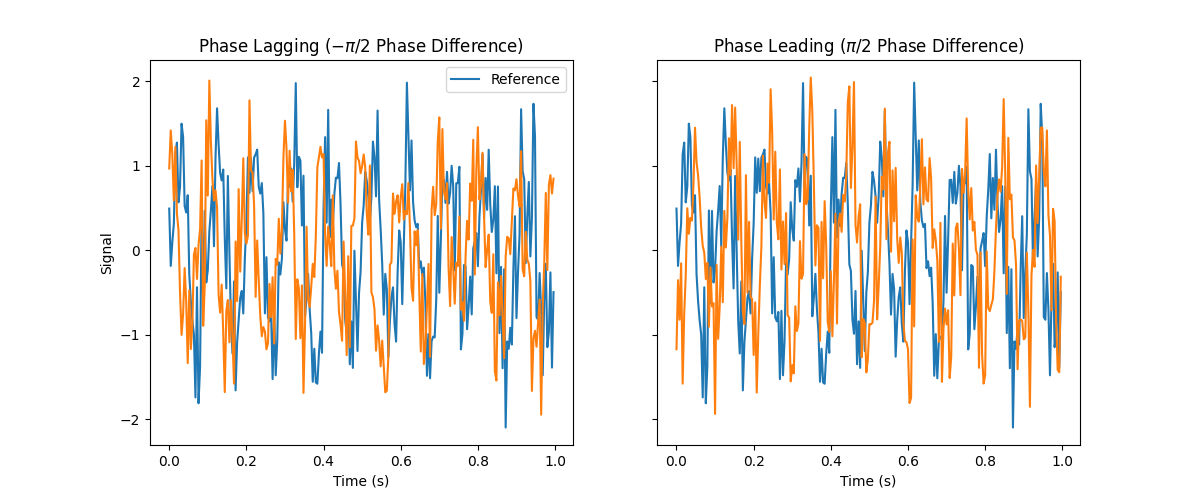 Phase Lagging (−π/2 Phase Difference)
Reference
2
1
0
−1
−2
Signal
0.0 0.2 0.4 0.6 0.8 1.0
Time (s)
Phase Leading (π/2 Phase Difference)
0.0 0.2 0.4 0.6 0.8 1.0
Time (s)